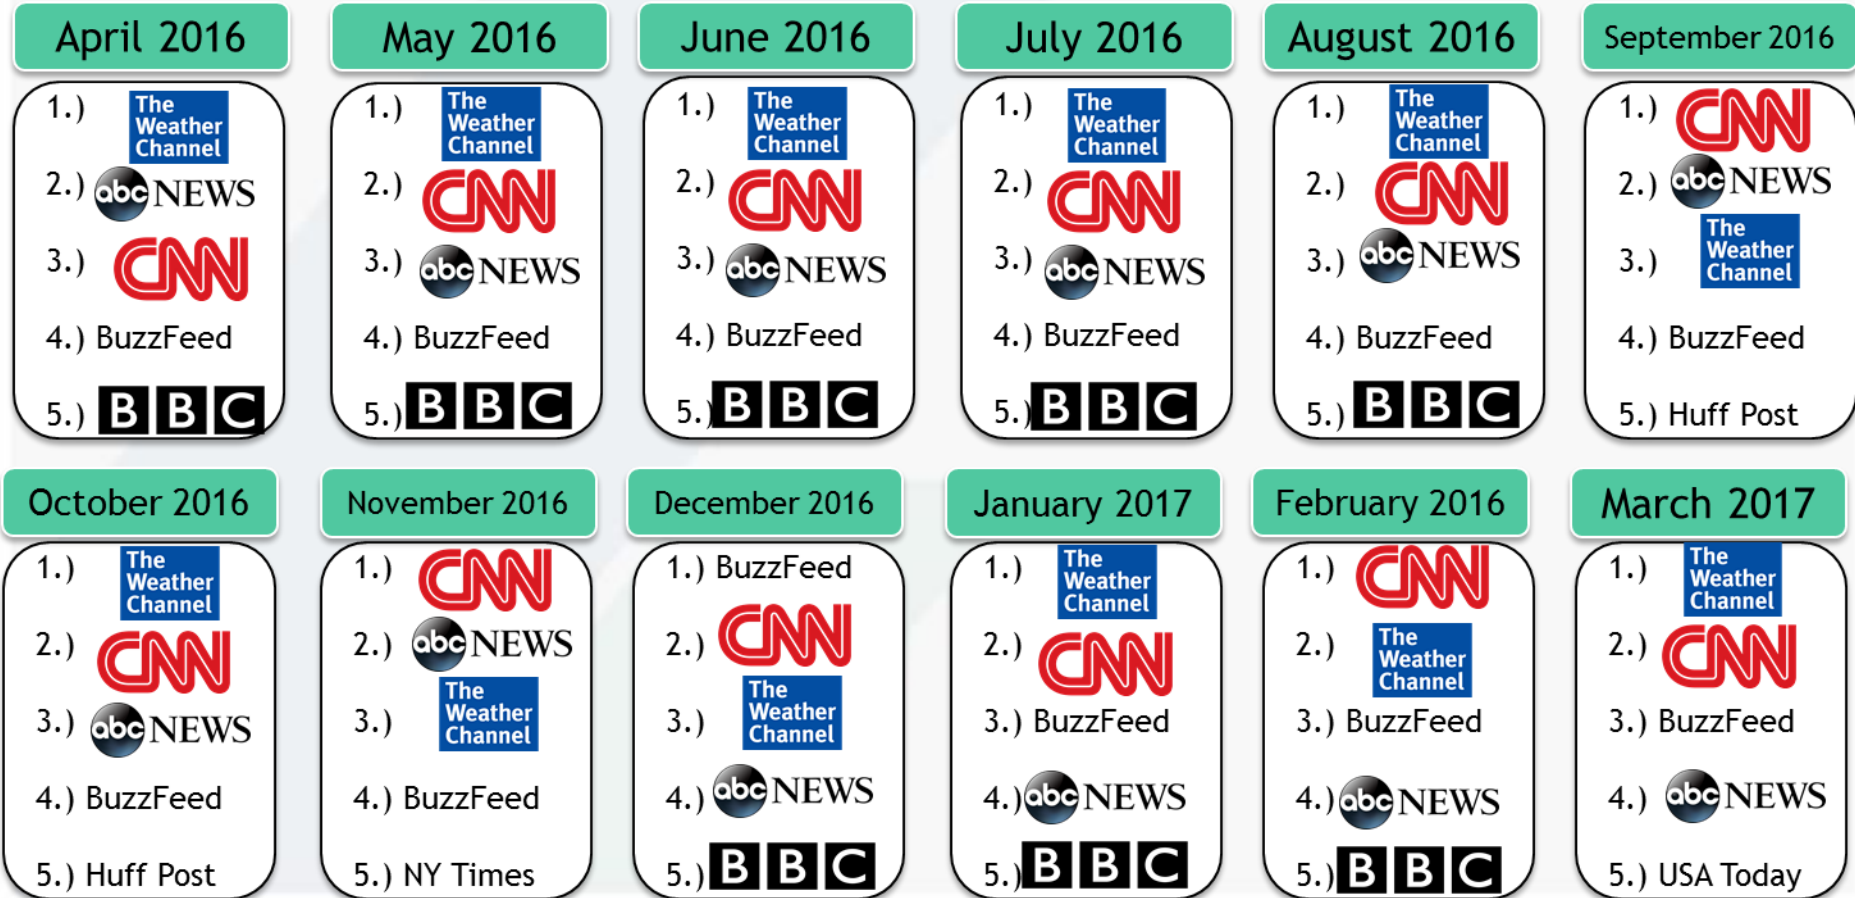 April 2016
1.) The
Weather
Channel
2.) abc NEWS
3.) CNN
4.) BuzzFeed
5.) BBC
May 2016
1.) The
Weather
Channel
2.) CNN
3.) abc NEWS
4.) BuzzFeed
5.) BBC
June 2016
1.) The
Weather
Channel
2.) CNN
3.) abc NEWS
4.) BuzzFeed
5.) BBC
July 2016
1.) The
Weather
Channel
2.) CNN
3.) abc NEWS
4.) BuzzFeed
5.) BBC
August 2016
1.) The
Weather
Channel
2.) CNN
3.) abc NEWS
4.) BuzzFeed
5.) BBC
September 2016
1.) CNN
2.) abc NEWS
3.) The
Weather
Channel
4.) BuzzFeed
5.) Huff Post
October 2016
1.) The
Weather
Channel
2.) CNN
3.) abc NEWS
4.) BuzzFeed
5.) Huff Post
November 2016
1.) CNN
2.) abc NEWS
3.) The
Weather
Channel
4.) BuzzFeed
5.) NY Times
December 2016
1.) BuzzFeed
2.) CNN
3.) The
Weather
Channel
4.) abc NEWS
5.) BBC
January 2017
1.) The
Weather
Channel
2.) CNN
3.) BuzzFeed
4.) abc NEWS
5.) BBC
February 2016
1.) CNN
2.) The
Weather
Channel
3.) BuzzFeed
4.) abc NEWS
5.) BBC
March 2017
1.) The
Weather
Channel
2.) CNN
3.) BuzzFeed
4.) abc NEWS
5.) USA Today